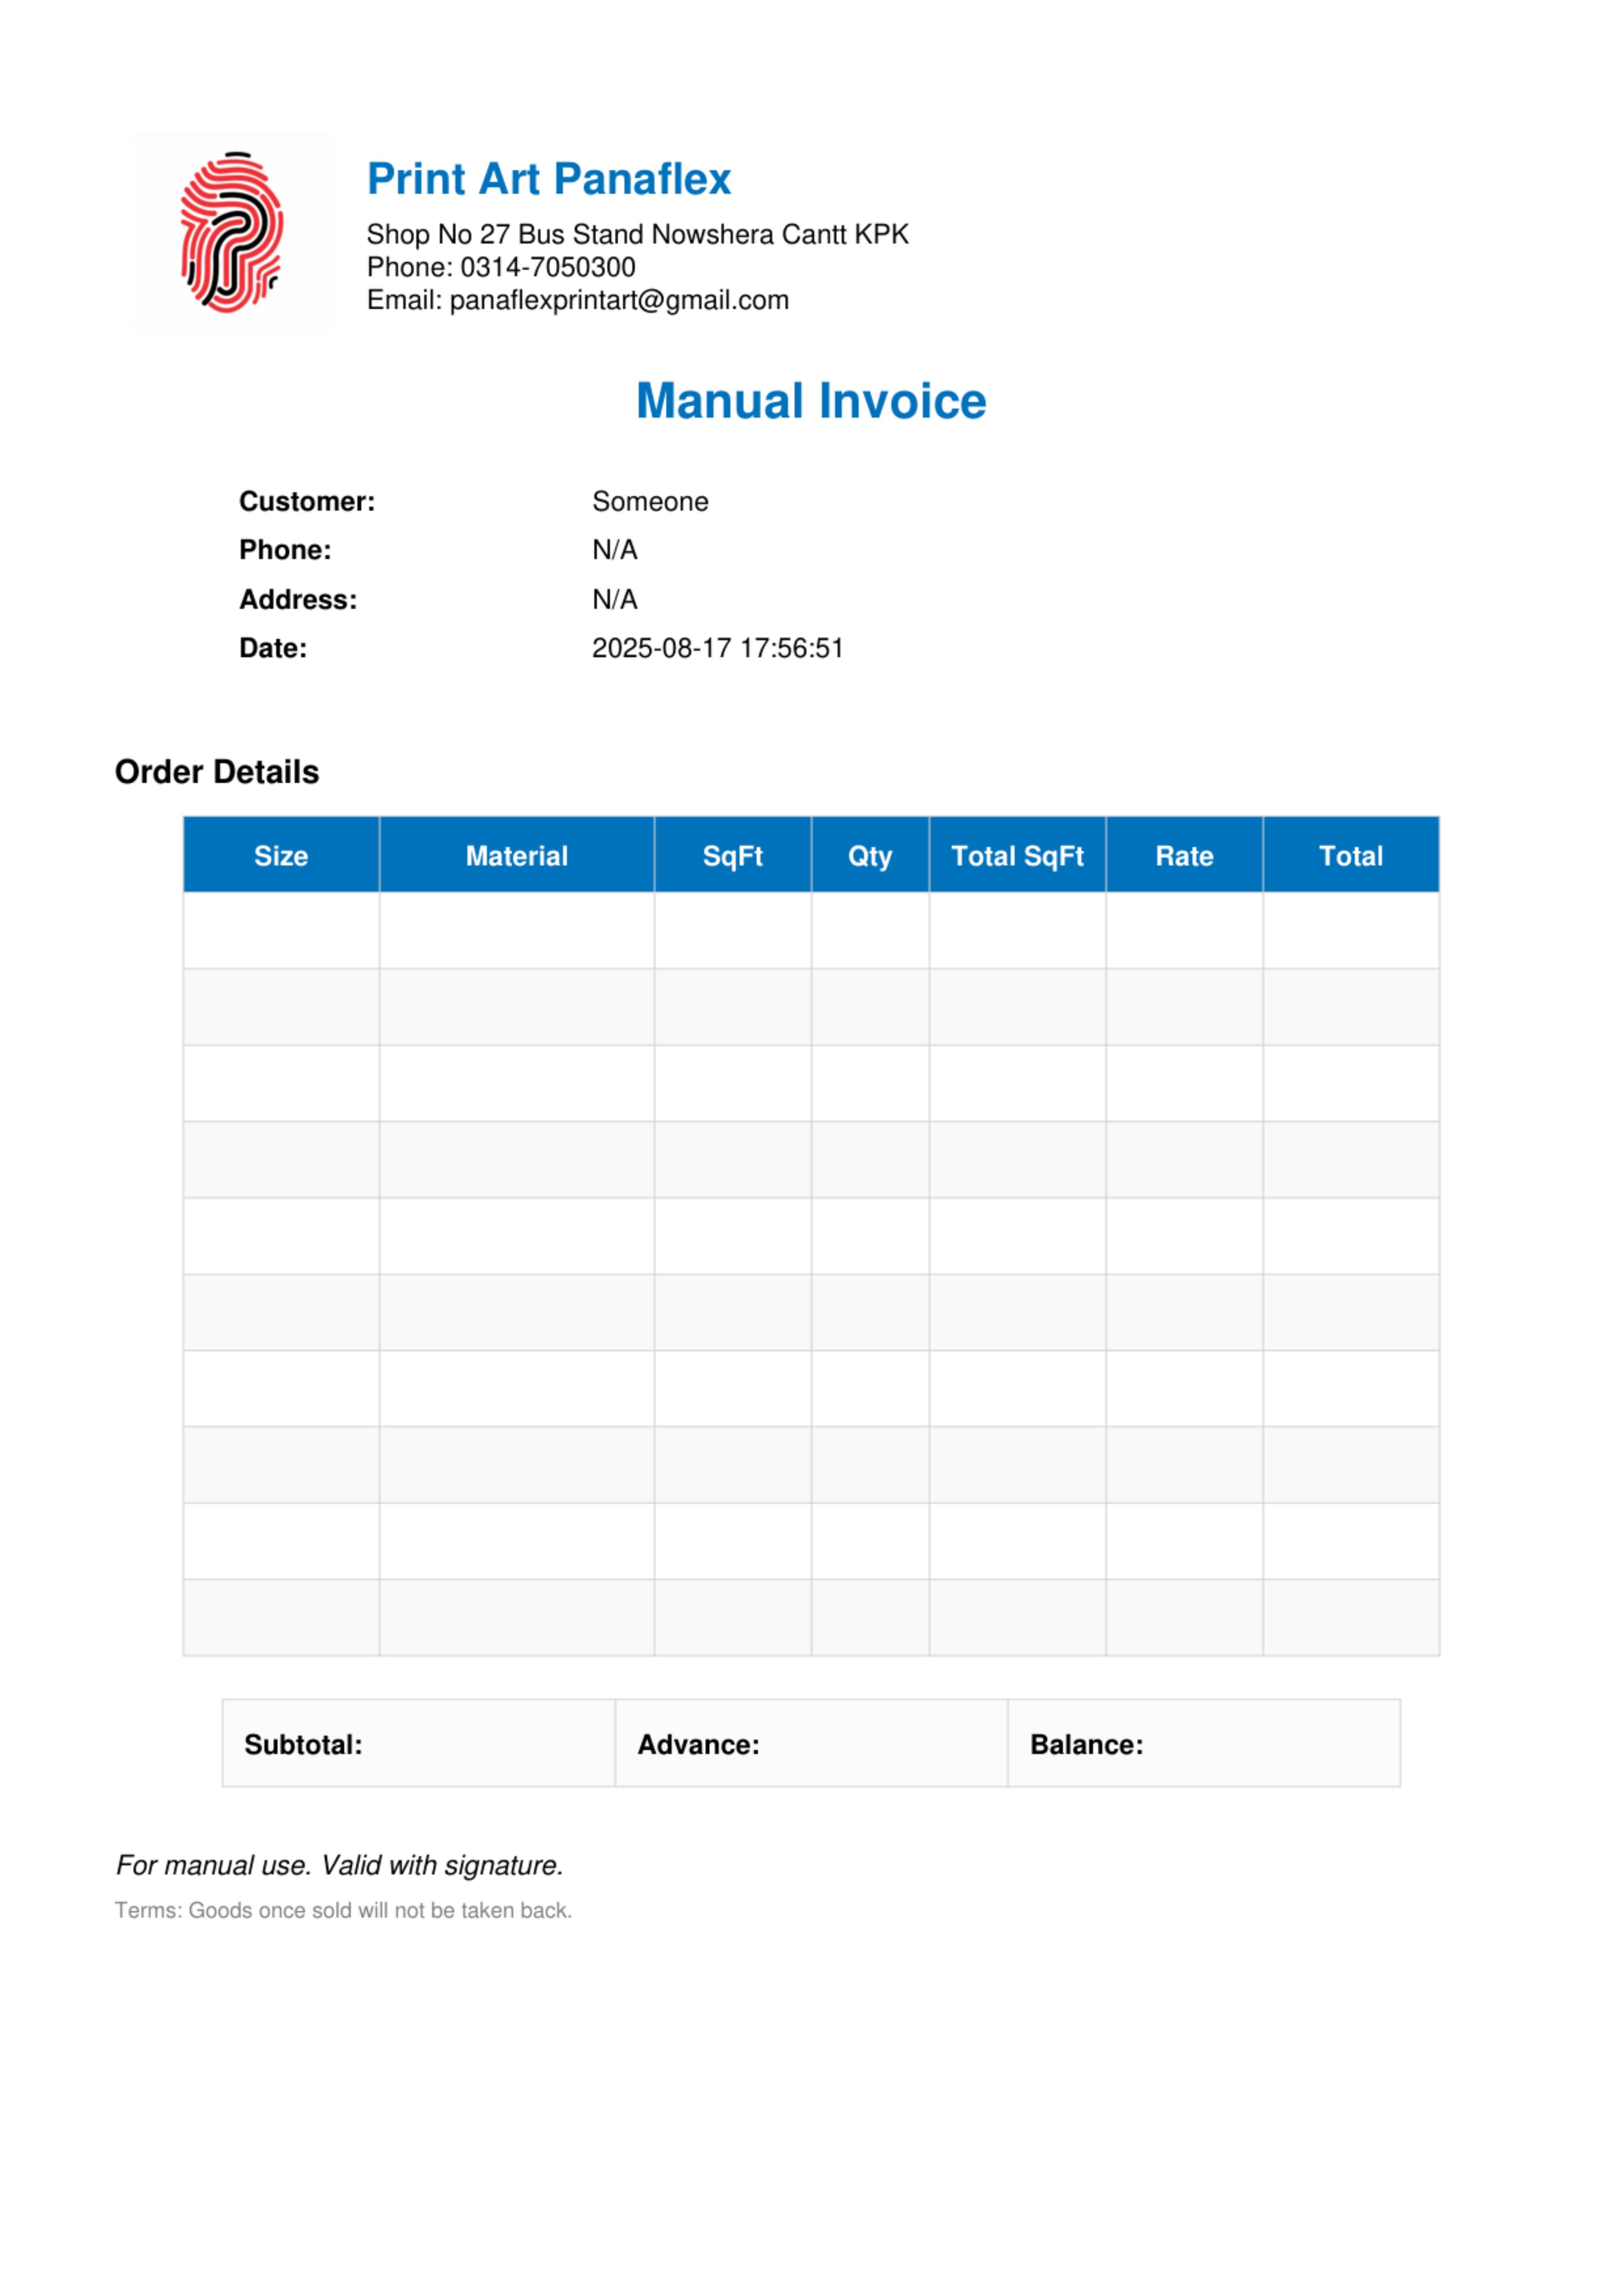 Print Art Panaflex
Shop No 27 Bus Stand Nowshera Cantt KPK
Phone: 0314-7050300
Email: panaflexprintart@gmail.com
Manual Invoice
Customer: Someone
Phone: N/A
Address: N/A
Date: 2025-08-17 17:56:51
Order Details
Size Material SqFt Qty Total SqFt Rate Total
Subtotal: Advance: Balance:
For manual use. Valid with signature.
Terms: Goods once sold will not be taken back.